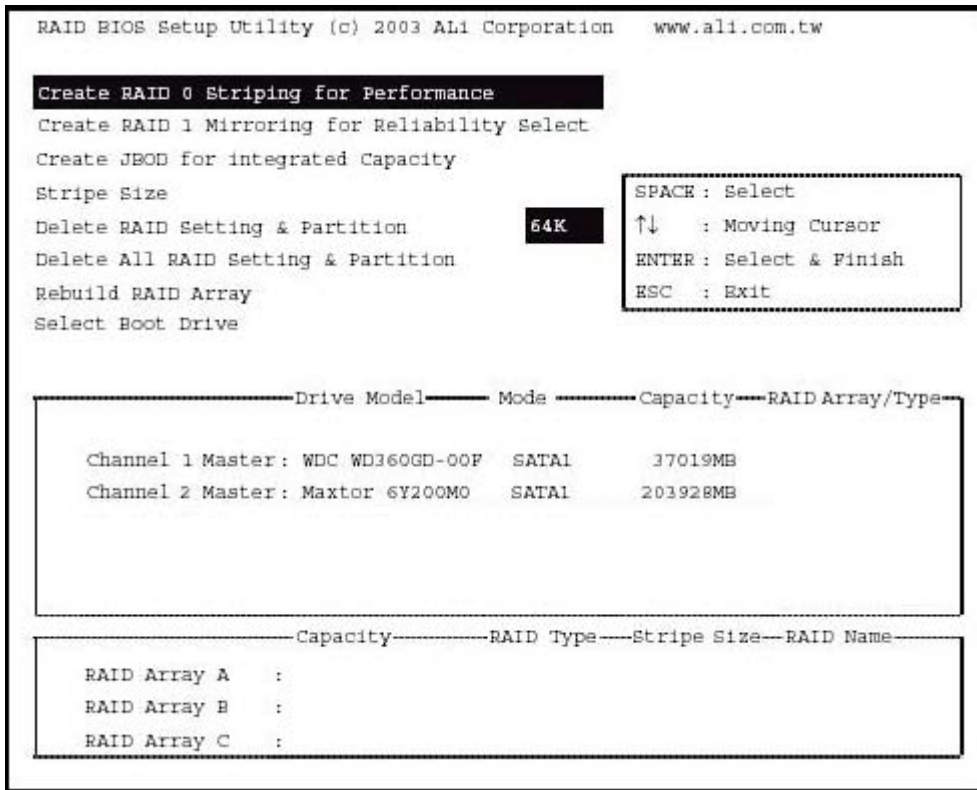 RAID BIOS Setup Utility (c) 2003 ALi Corporation www.ali.com.tw
Create RAID 0 Striping for Performance
Create RAID 1 Mirroring for Reliability Select
Create JBOD for integrated Capacity
Stripe Size
Delete RAID Setting & Partition 64K
Delete All RAID Setting & Partition
Rebuild RAID Array
Select Boot Drive
SPACE : Select
↑↓ : Moving Cursor
ENTER : Select & Finish
ESC : Exit
Drive Model Mode Capacity RAID Array/Type
Channel 1 Master : WDC WD360GD-00F SATA1 37019MB
Channel 2 Master : Maxtor 6Y200M0 SATA1 203928MB
Capacity RAID Type Stripe Size RAID Name
RAID Array A :
RAID Array B :
RAID Array C :